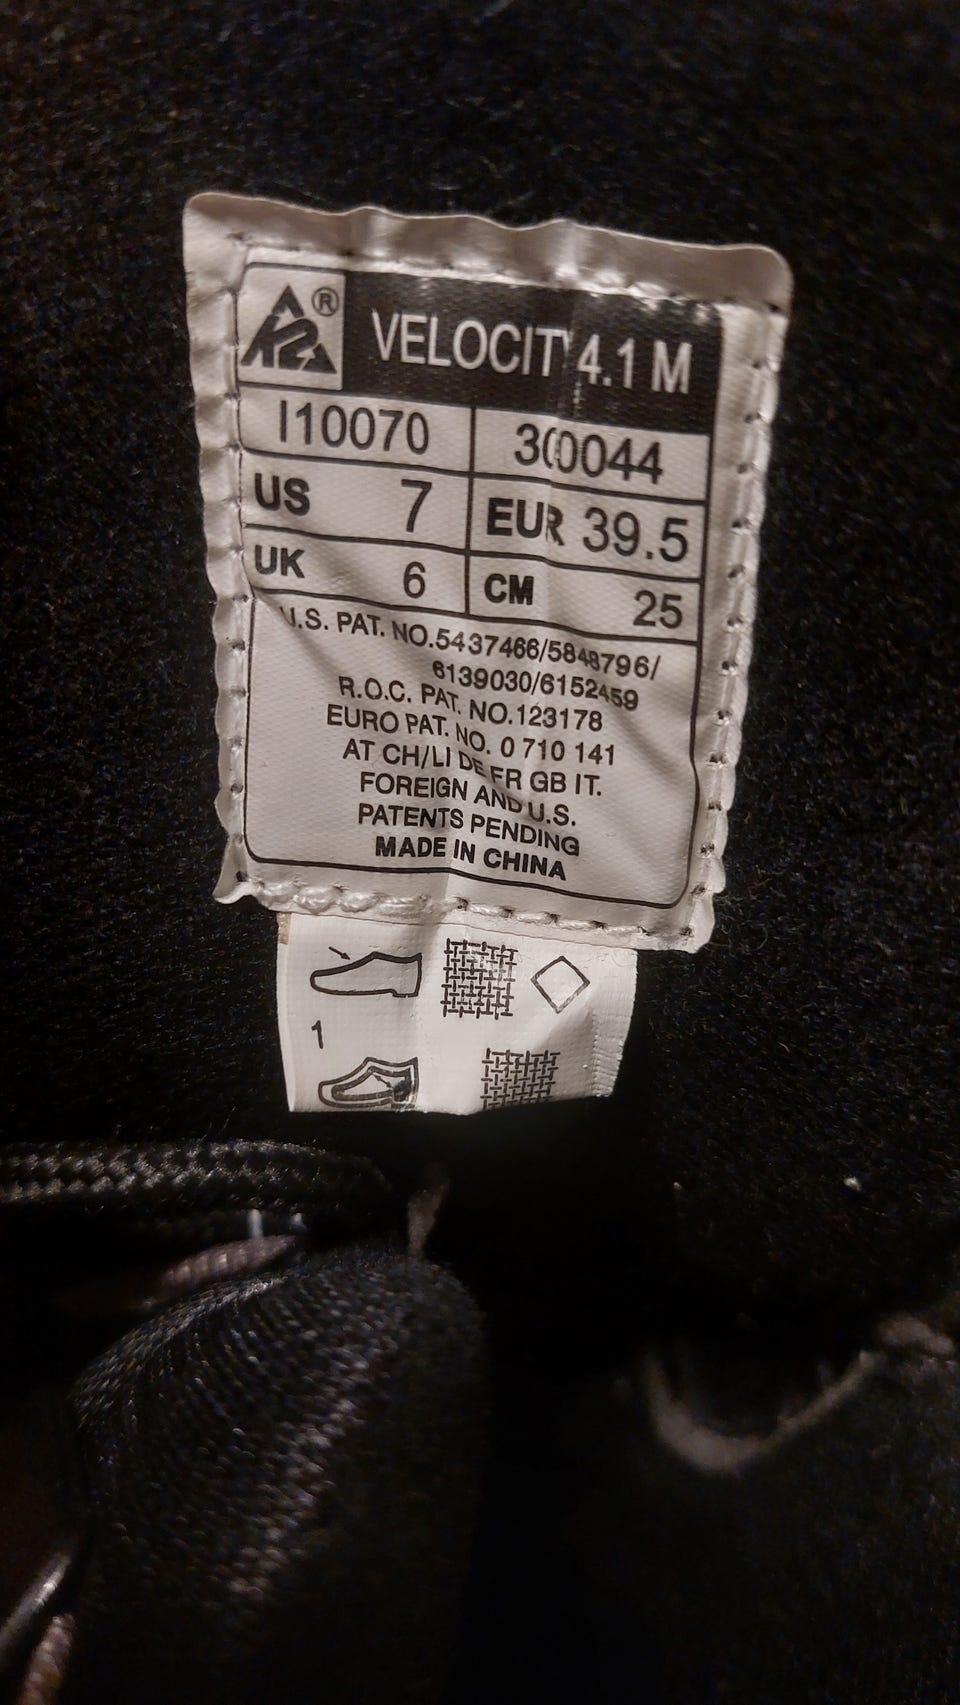 K2 ® VELOCITY 4.1 M
I10070 300044
US 7 EUR 39.5
UK 6 CM 25
U.S. PAT. NO.5437466/5848796/
6139030/6152459
R.O.C. PAT. NO.123178
EURO PAT. NO. 0 710 141
AT CH/LI DE FR GB IT.
FOREIGN AND U.S.
PATENTS PENDING
MADE IN CHINA
1